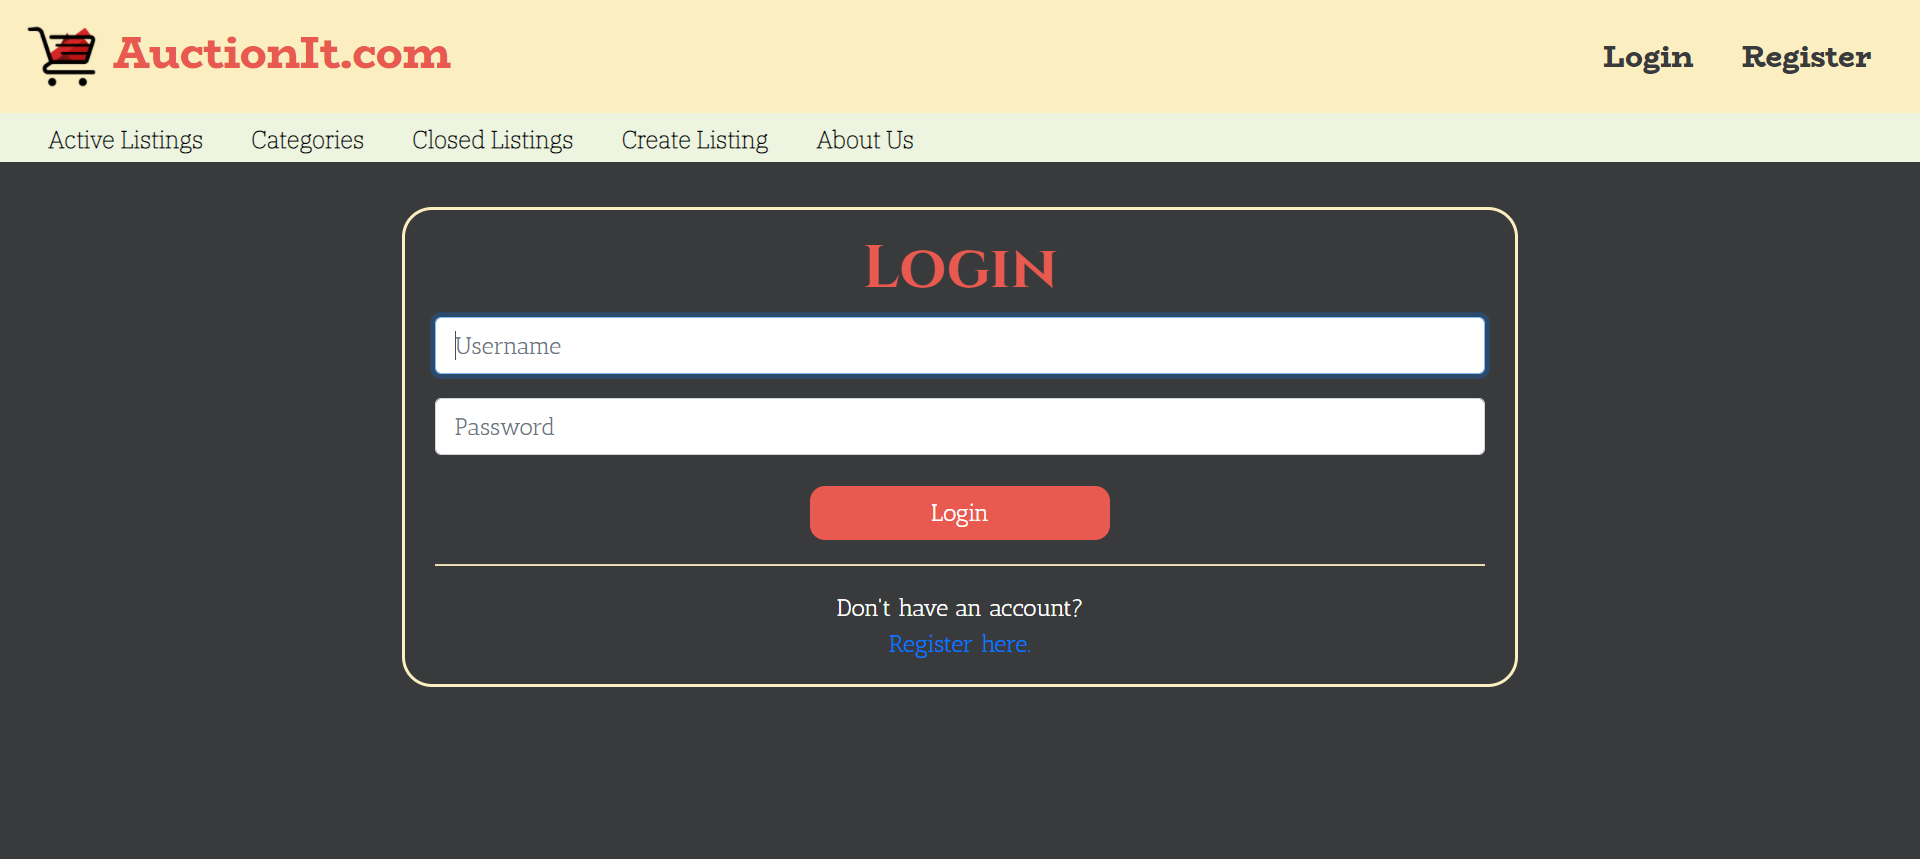 AuctionIt.com
Login Register
Active Listings Categories Closed Listings Create Listing About Us
Login
Username
Password
Login
Don't have an account?
Register here.